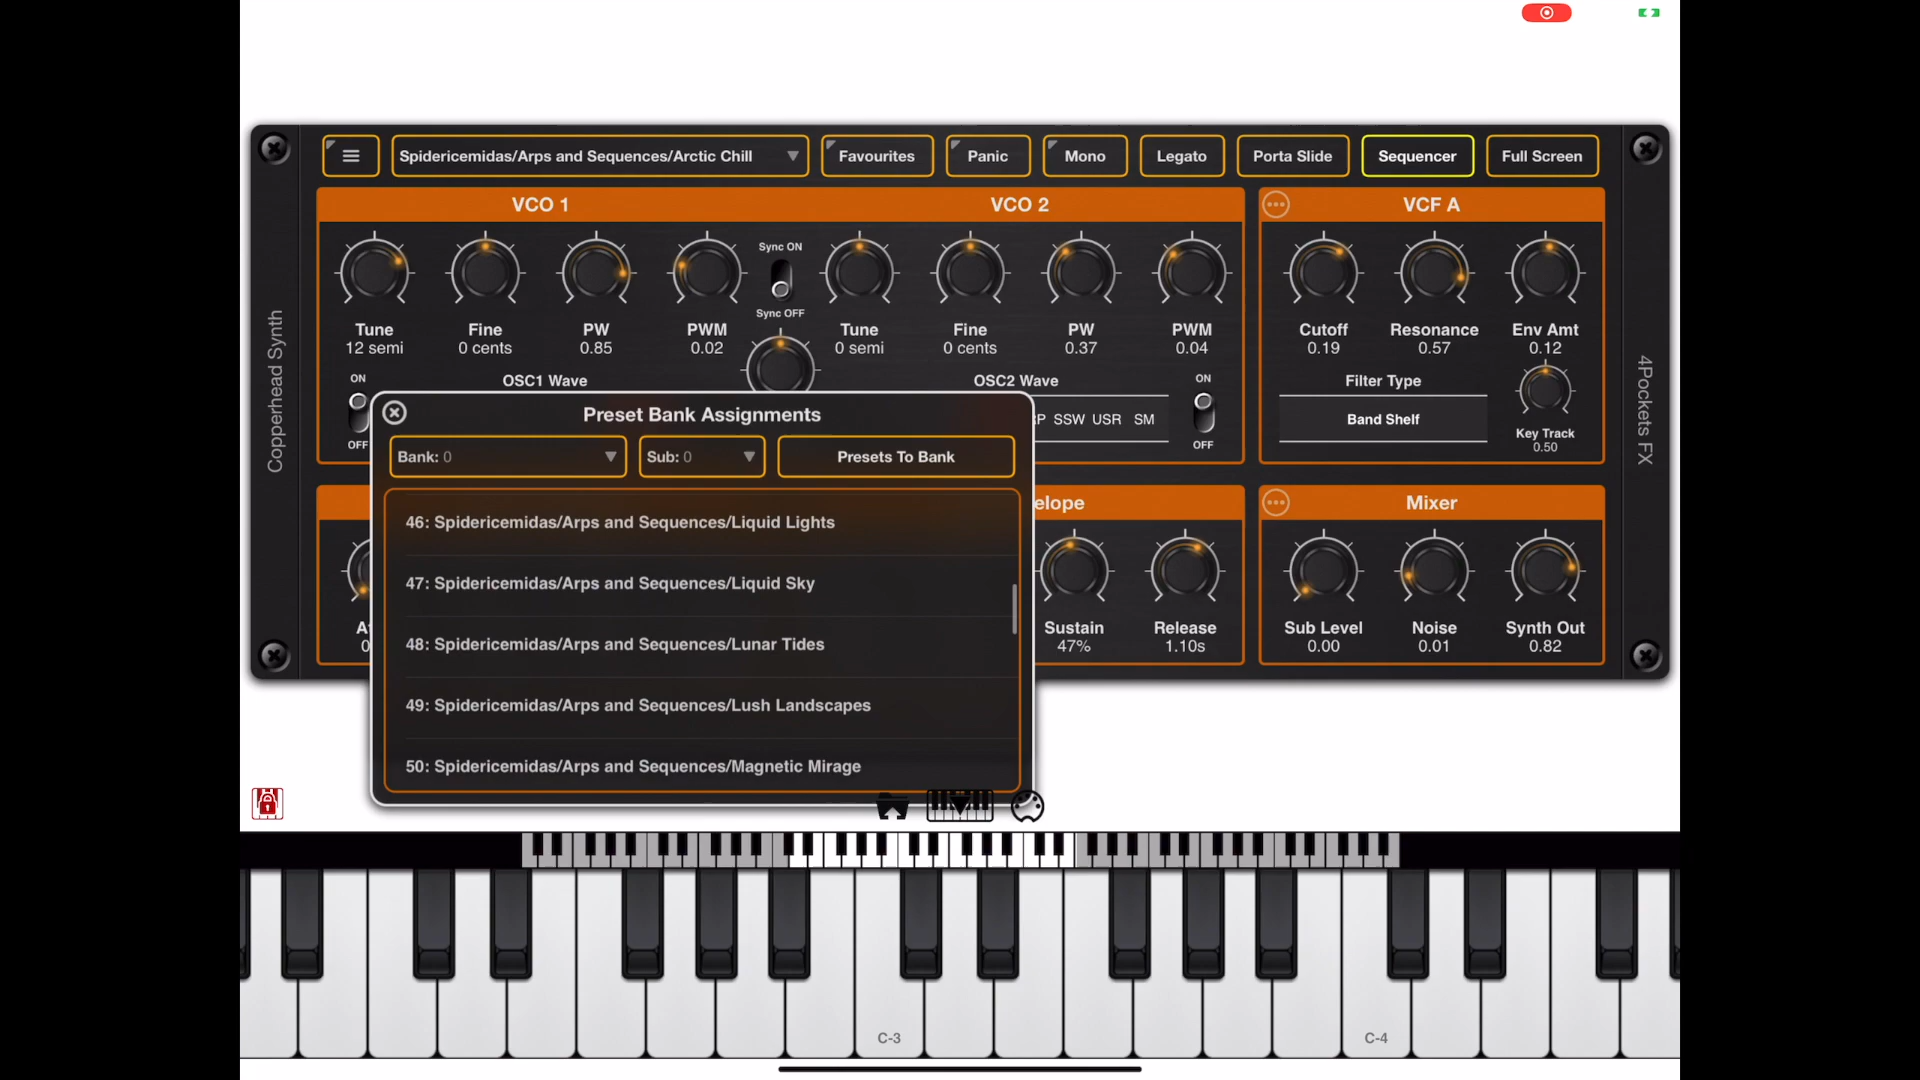 Spidericemidas/Arps and Sequences/Arctic Chill
Favourites
Panic
Mono
Legato
Porta Slide
Sequencer
Full Screen
Copperhead Synth
4Pockets FX
VCO 1
VCO 2
VCF A
Sync ON
Sync OFF
Tune
12 semi
Fine
0 cents
PW
0.85
PWM
0.02
Tune
0 semi
Fine
0 cents
PW
0.37
PWM
0.04
Cutoff
0.19
Resonance
0.57
Env Amt
0.12
ON
OFF
OSC1 Wave
OSC2 Wave
SSW USR SM
ON
OFF
Filter Type
Band Shelf
Key Track
0.50
Preset Bank Assignments
Bank: 0
Sub: 0
Presets To Bank
46: Spidericemidas/Arps and Sequences/Liquid Lights
47: Spidericemidas/Arps and Sequences/Liquid Sky
48: Spidericemidas/Arps and Sequences/Lunar Tides
49: Spidericemidas/Arps and Sequences/Lush Landscapes
50: Spidericemidas/Arps and Sequences/Magnetic Mirage
elope
Sustain
47%
Release
1.10s
Mixer
Sub Level
0.00
Noise
0.01
Synth Out
0.82
C-3
C-4